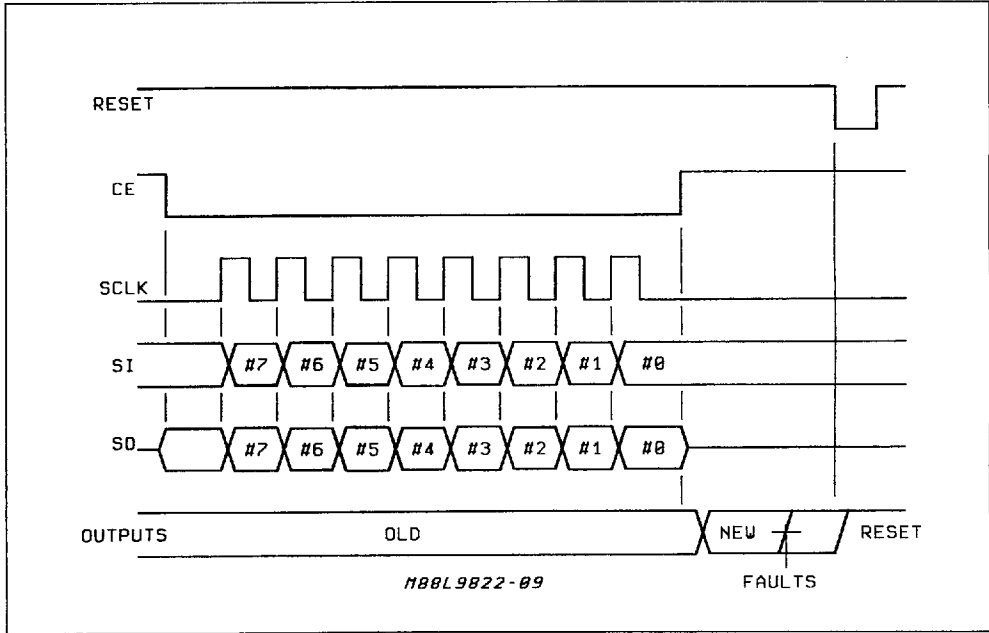 RESET
CE
SCLK
SI #7 #6 #5 #4 #3 #2 #1 #0
SO #7 #6 #5 #4 #3 #2 #1 #0
OUTPUTS OLD NEW RESET
M88L9822-09 FAULTS